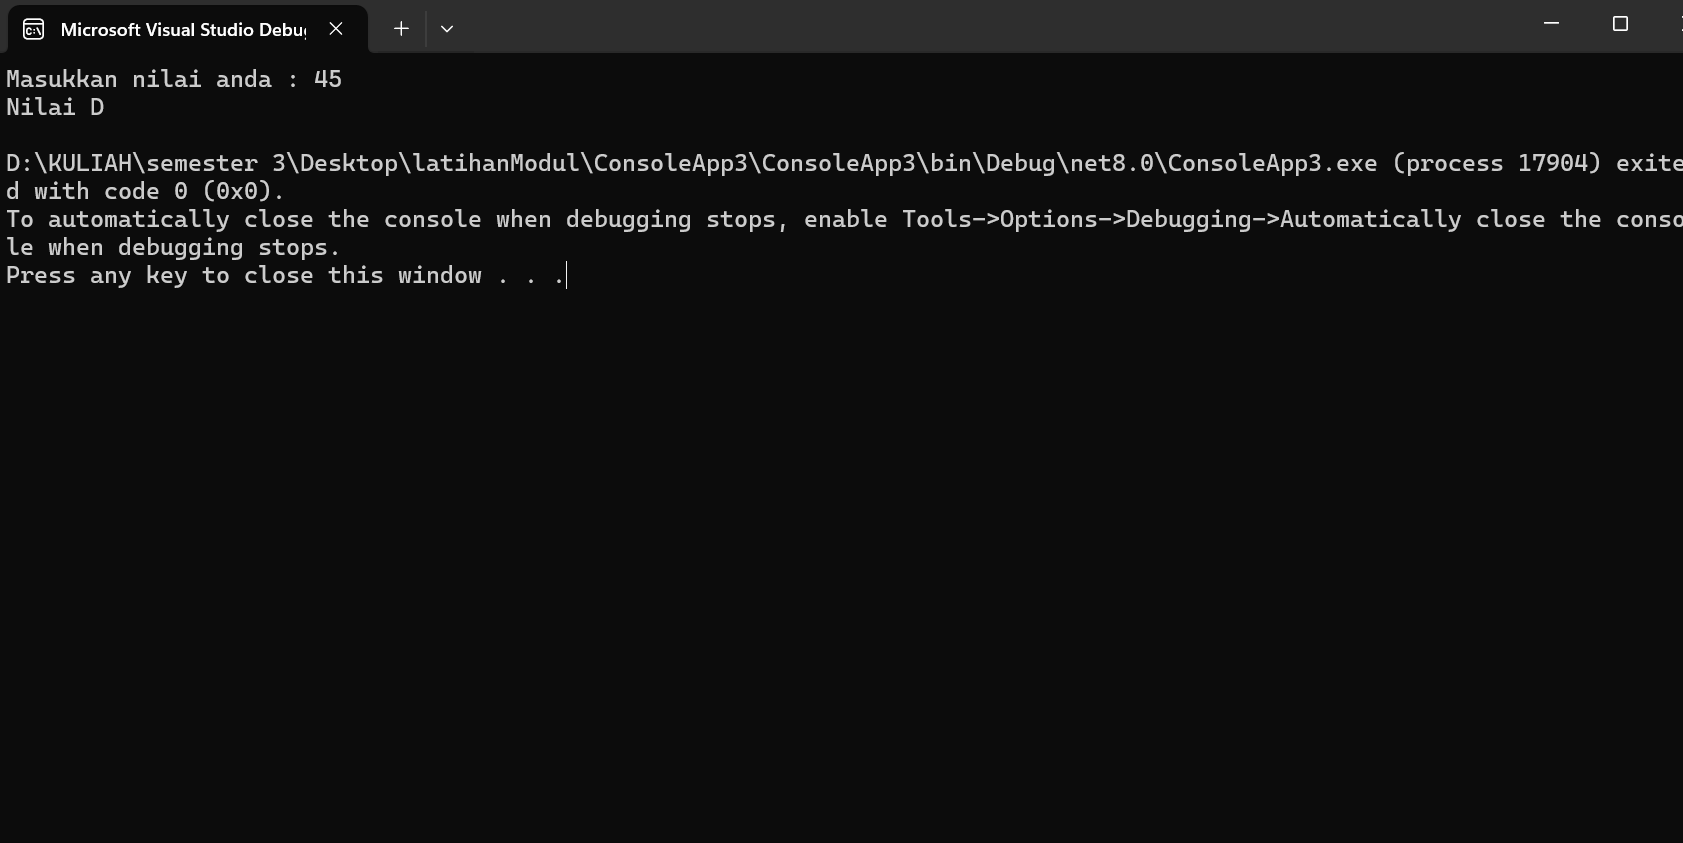 Microsoft Visual Studio Debu
Masukkan nilai anda : 45
Nilai D
D:\KULIAH\semester 3\Desktop\latihanModul\ConsoleApp3\ConsoleApp3\bin\Debug\net8.0\ConsoleApp3.exe (process 17904) exite
d with code 0 (0x0).
To automatically close the console when debugging stops, enable Tools->Options->Debugging->Automatically close the conso
le when debugging stops.
Press any key to close this window . . .